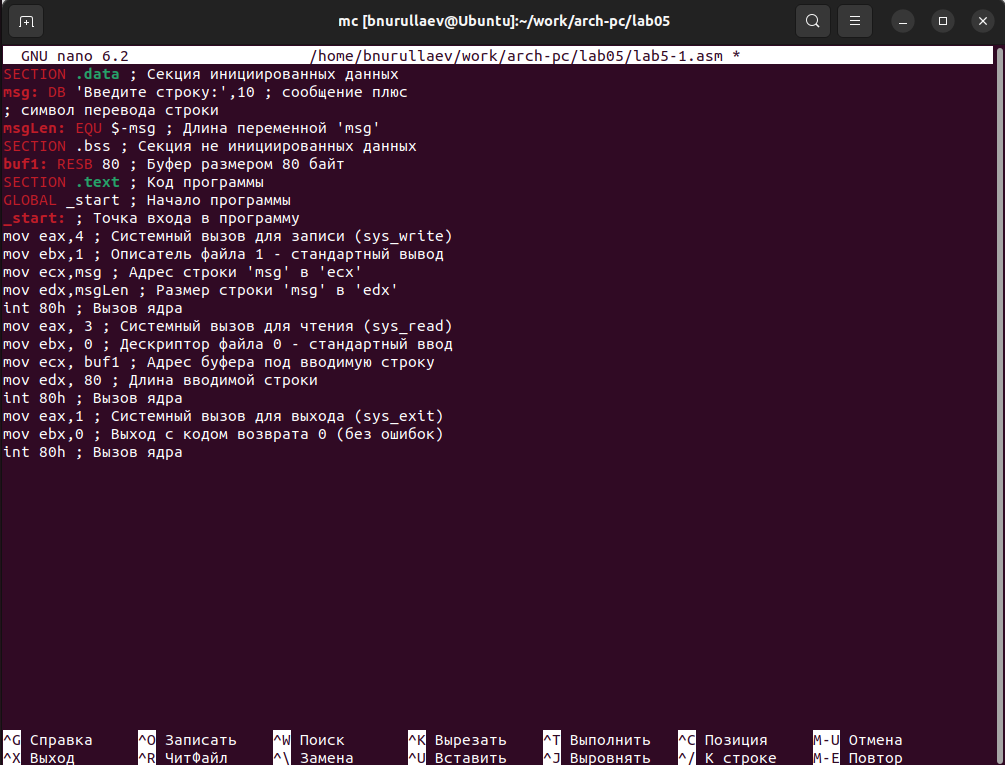 mc [bnurullaev@Ubuntu]:~/work/arch-pc/lab05
GNU nano 6.2 /home/bnurullaev/work/arch-pc/lab05/lab5-1.asm *
SECTION .data ; Секция инициированных данных
msg: DB 'Введите строку:',10 ; сообщение плюс
; символ перевода строки
msgLen: EQU $-msg ; Длина переменной 'msg'
SECTION .bss ; Секция не инициированных данных
buf1: RESB 80 ; Буфер размером 80 байт
SECTION .text ; Код программы
GLOBAL _start ; Начало программы
_start: ; Точка входа в программу
mov eax,4 ; Системный вызов для записи (sys_write)
mov ebx,1 ; Описатель файла 1 - стандартный вывод
mov ecx,msg ; Адрес строки 'msg' в 'ecx'
mov edx,msgLen ; Размер строки 'msg' в 'edx'
int 80h ; Вызов ядра
mov eax, 3 ; Системный вызов для чтения (sys_read)
mov ebx, 0 ; Дескриптор файла 0 - стандартный ввод
mov ecx, buf1 ; Адрес буфера под вводимую строку
mov edx, 80 ; Длина вводимой строки
int 80h ; Вызов ядра
mov eax,1 ; Системный вызов для выхода (sys_exit)
mov ebx,0 ; Выход с кодом возврата 0 (без ошибок)
int 80h ; Вызов ядра
^G Справка ^O Записать ^W Поиск ^K Вырезать ^T Выполнить ^C Позиция M-U Отмена
^X Выход ^R ЧитФайл ^\ Замена ^U Вставить ^J Выровнять ^/ К строке M-E Повтор